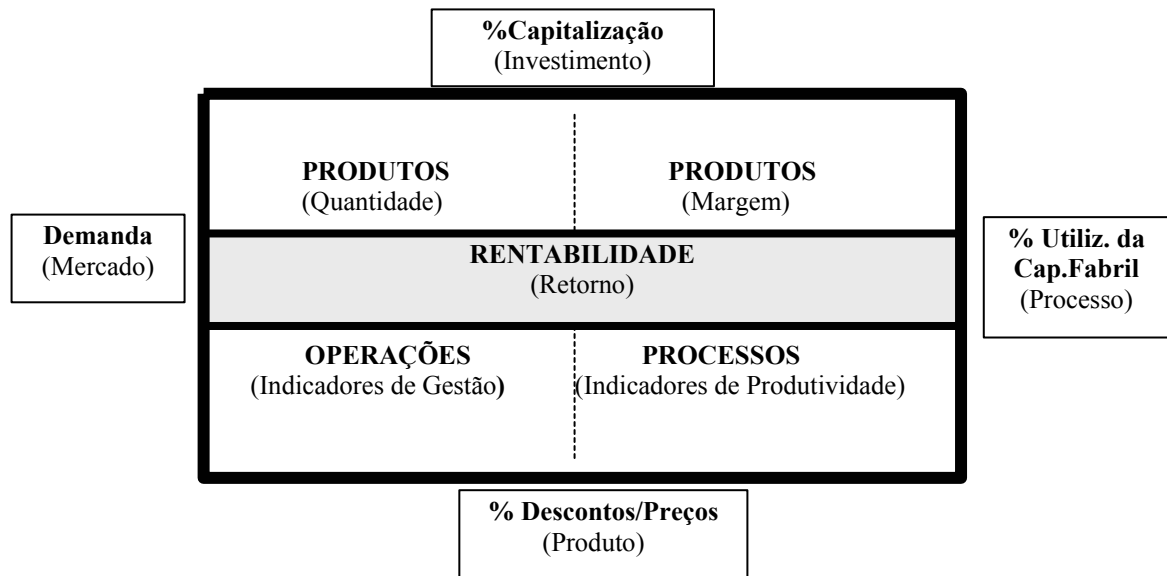 %Capitalização
(Investimento)
PRODUTOS
(Quantidade)
PRODUTOS
(Margem)
Demanda
(Mercado)
RENTABILIDADE
(Retorno)
% Utiliz. da
Cap.Fabril
(Processo)
OPERAÇÕES
(Indicadores de Gestão)
PROCESSOS
(Indicadores de Produtividade)
% Descontos/Preços
(Produto)